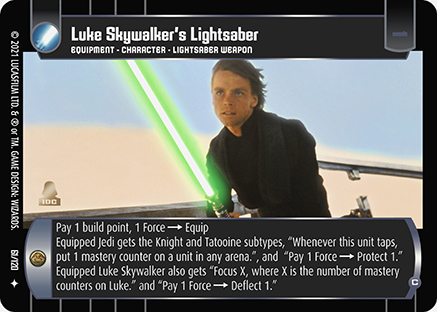 Luke Skywalker's Lightsaber
EQUIPMENT - CHARACTER - LIGHTSABER WEAPON
© 2021 LUCASFILM LTD. & ® or TM. GAME DESIGN: WIZARDS.
IDC
Pay 1 build point, 1 Force → Equip
Equipped Jedi gets the Knight and Tatooine subtypes, “Whenever this unit taps,
put 1 mastery counter on a unit in any arena.”, and “Pay 1 Force → Protect 1.”
Equipped Luke Skywalker also gets “Focus X, where X is the number of mastery
counters on Luke.” and “Pay 1 Force → Deflect 1.”
C